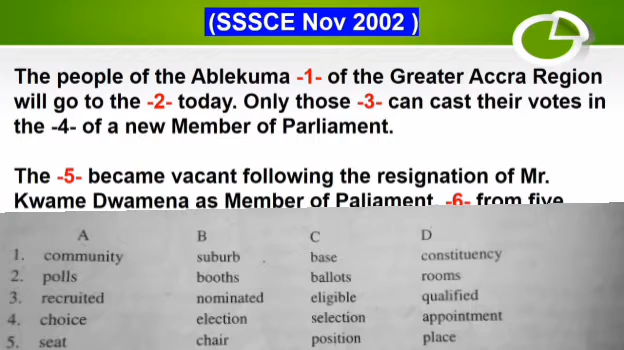 (SSSCE Nov 2002 )
The people of the Ablekuma -1- of the Greater Accra Region
will go to the -2- today. Only those -3- can cast their votes in
the -4- of a new Member of Parliament.
The -5- became vacant following the resignation of Mr.
Kwame Dwamena as Member of Paliament. -6- from five
A B C D
1. community suburb base constituency
2. polls booths ballots rooms
3. recruited nominated eligible qualified
4. choice election selection appointment
5. seat chair position place